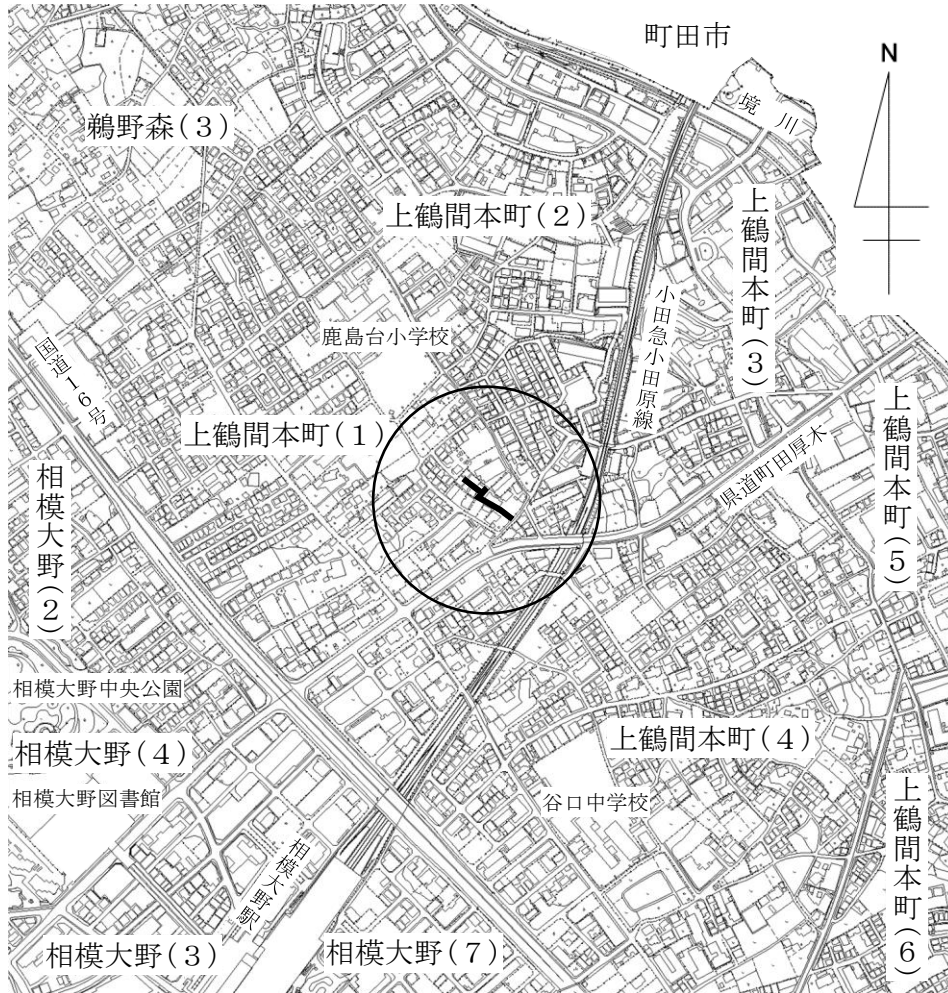 町田市
N
境川
鵜野森(3)
上鶴間本町(2)
上鶴間本町(3)
小田急小田原線
鹿島台小学校
国道16号
上鶴間本町(1)
県道町田厚木
上鶴間本町(5)
相模大野(2)
相模大野中央公園
相模大野(4)
上鶴間本町(4)
相模大野図書館
谷口中学校
上鶴間本町(6)
相模大野駅
相模大野(3)
相模大野(7)